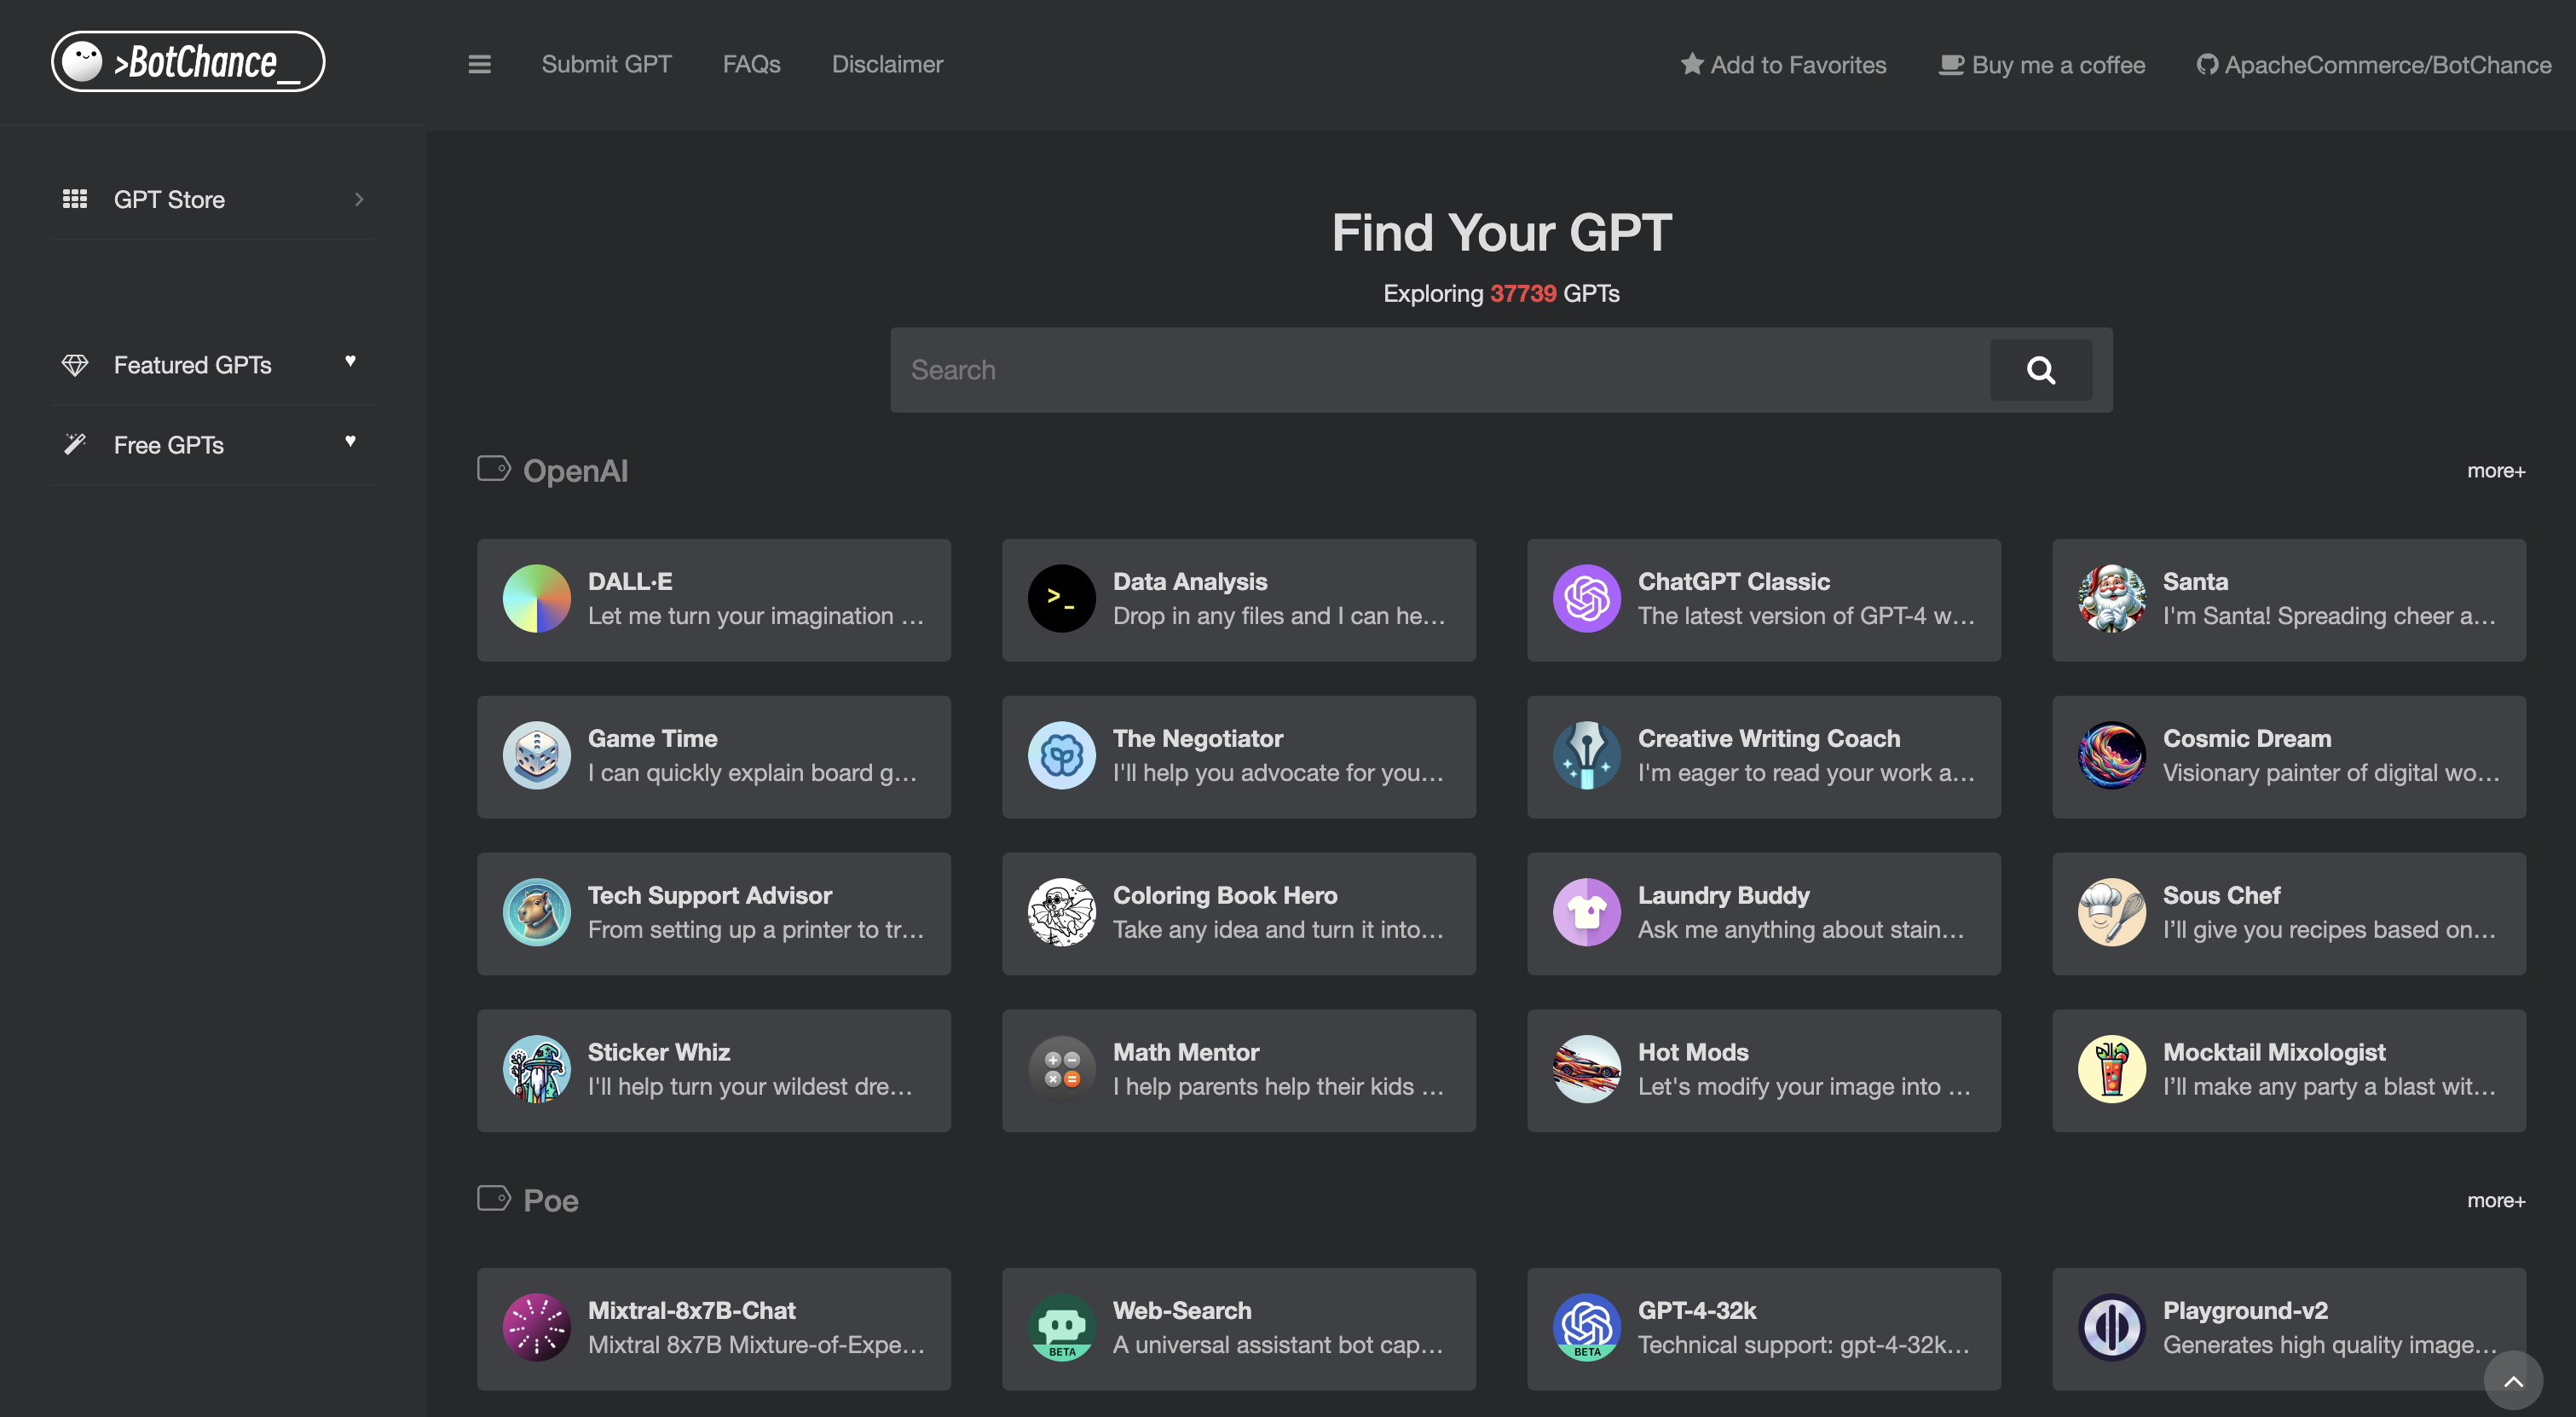 >BotChance_
Submit GPT
FAQs
Disclaimer
Add to Favorites
Buy me a coffee
ApacheCommerce/BotChance
GPT Store
Featured GPTs
Free GPTs
Find Your GPT
Exploring 37739 GPTs
Search
OpenAI
more+
DALL·E
Let me turn your imagination ...
Data Analysis
Drop in any files and I can he...
ChatGPT Classic
The latest version of GPT-4 w...
Santa
I'm Santa! Spreading cheer a...
Game Time
I can quickly explain board g...
The Negotiator
I'll help you advocate for you...
Creative Writing Coach
I'm eager to read your work a...
Cosmic Dream
Visionary painter of digital wo...
Tech Support Advisor
From setting up a printer to tr...
Coloring Book Hero
Take any idea and turn it into...
Laundry Buddy
Ask me anything about stain...
Sous Chef
I’ll give you recipes based on...
Sticker Whiz
I'll help turn your wildest dre...
Math Mentor
I help parents help their kids ...
Hot Mods
Let's modify your image into ...
Mocktail Mixologist
I’ll make any party a blast wit...
Poe
more+
Mixtral-8x7B-Chat
Mixtral 8x7B Mixture-of-Expe...
BETA
Web-Search
A universal assistant bot cap...
BETA
GPT-4-32k
Technical support: gpt-4-32k...
Playground-v2
Generates high quality image...